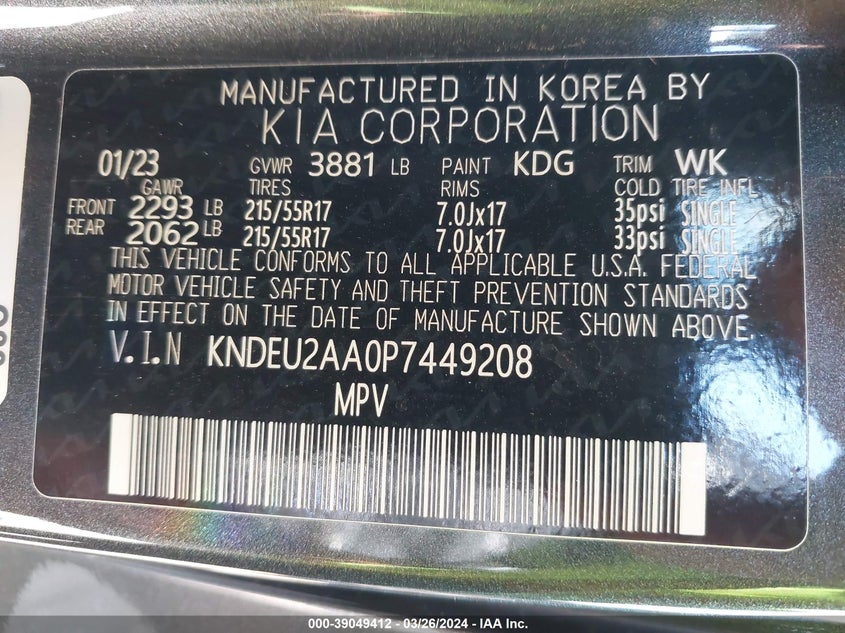 MANUFACTURED IN KOREA BY
KIA CORPORATION
01/23 GVWR 3881 LB PAINT KDG TRIM WK
GAWR TIRES RIMS COLD TIRE INFL
FRONT 2293 LB 215/55R17 7.0Jx17 35psi SINGLE
REAR 2062 LB 215/55R17 7.0Jx17 33psi SINGLE
THIS VEHICLE CONFORMS TO ALL APPLICABLE U.S.A. FEDERAL
MOTOR VEHICLE SAFETY AND THEFT PREVENTION STANDARDS
IN EFFECT ON THE DATE OF MANUFACTURE SHOWN ABOVE.
V.I.N KNDEU2AA0P7449208
MPV
000-39049412 - 03/26/2024 - IAA Inc.